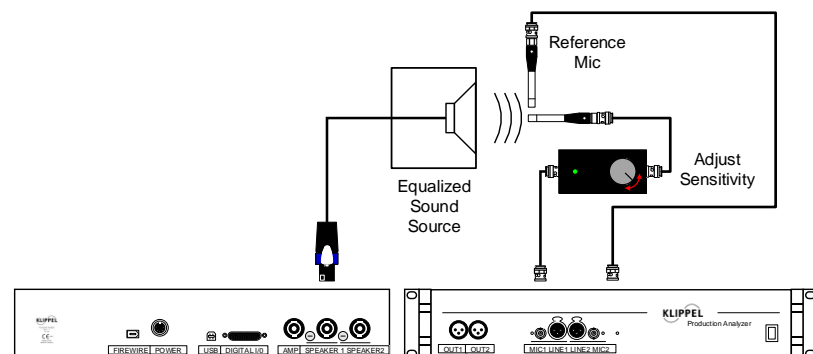 Reference
Mic
Equalized
Sound
Source
Adjust
Sensitivity
KLIPPEL
FIREWIRE POWER USB DIGITAL I/0 AMP SPEAKER 1 SPEAKER2
KLIPPEL
Production Analyzer
OUT1 OUT2 MIC1 LINE1 LINE2 MIC2